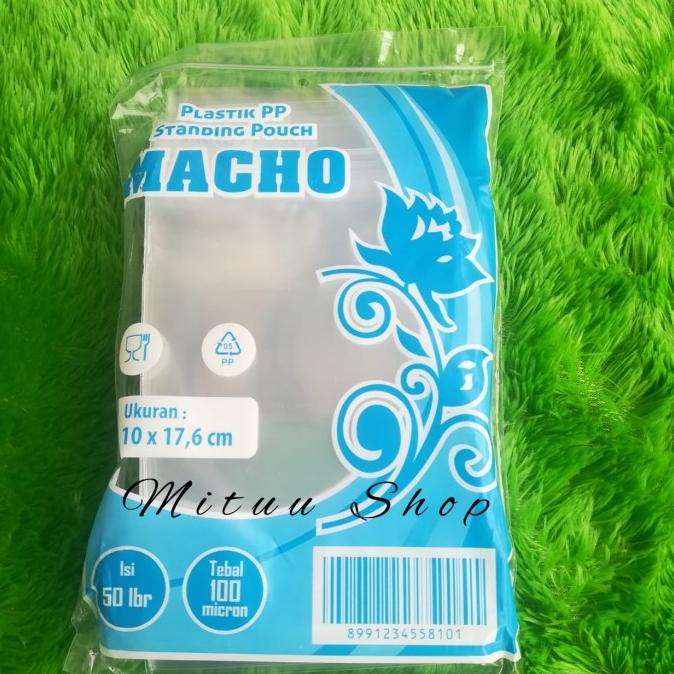 PLASTIK PP
STANDING POUCH
MACHO
05
PP
Ukuran :
10 x 17,6 cm
Mituu Shop
Isi
50 lbr
Tebal
100
micron
8991234558101